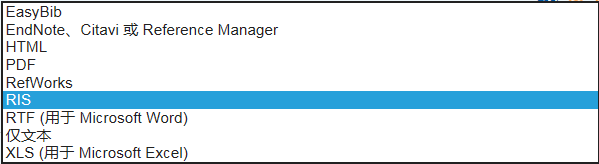 EasyBib
EndNote、Citavi 或 Reference Manager
HTML
PDF
RefWorks
RIS
RTF (用于 Microsoft Word)
仅文本
XLS (用于 Microsoft Excel)